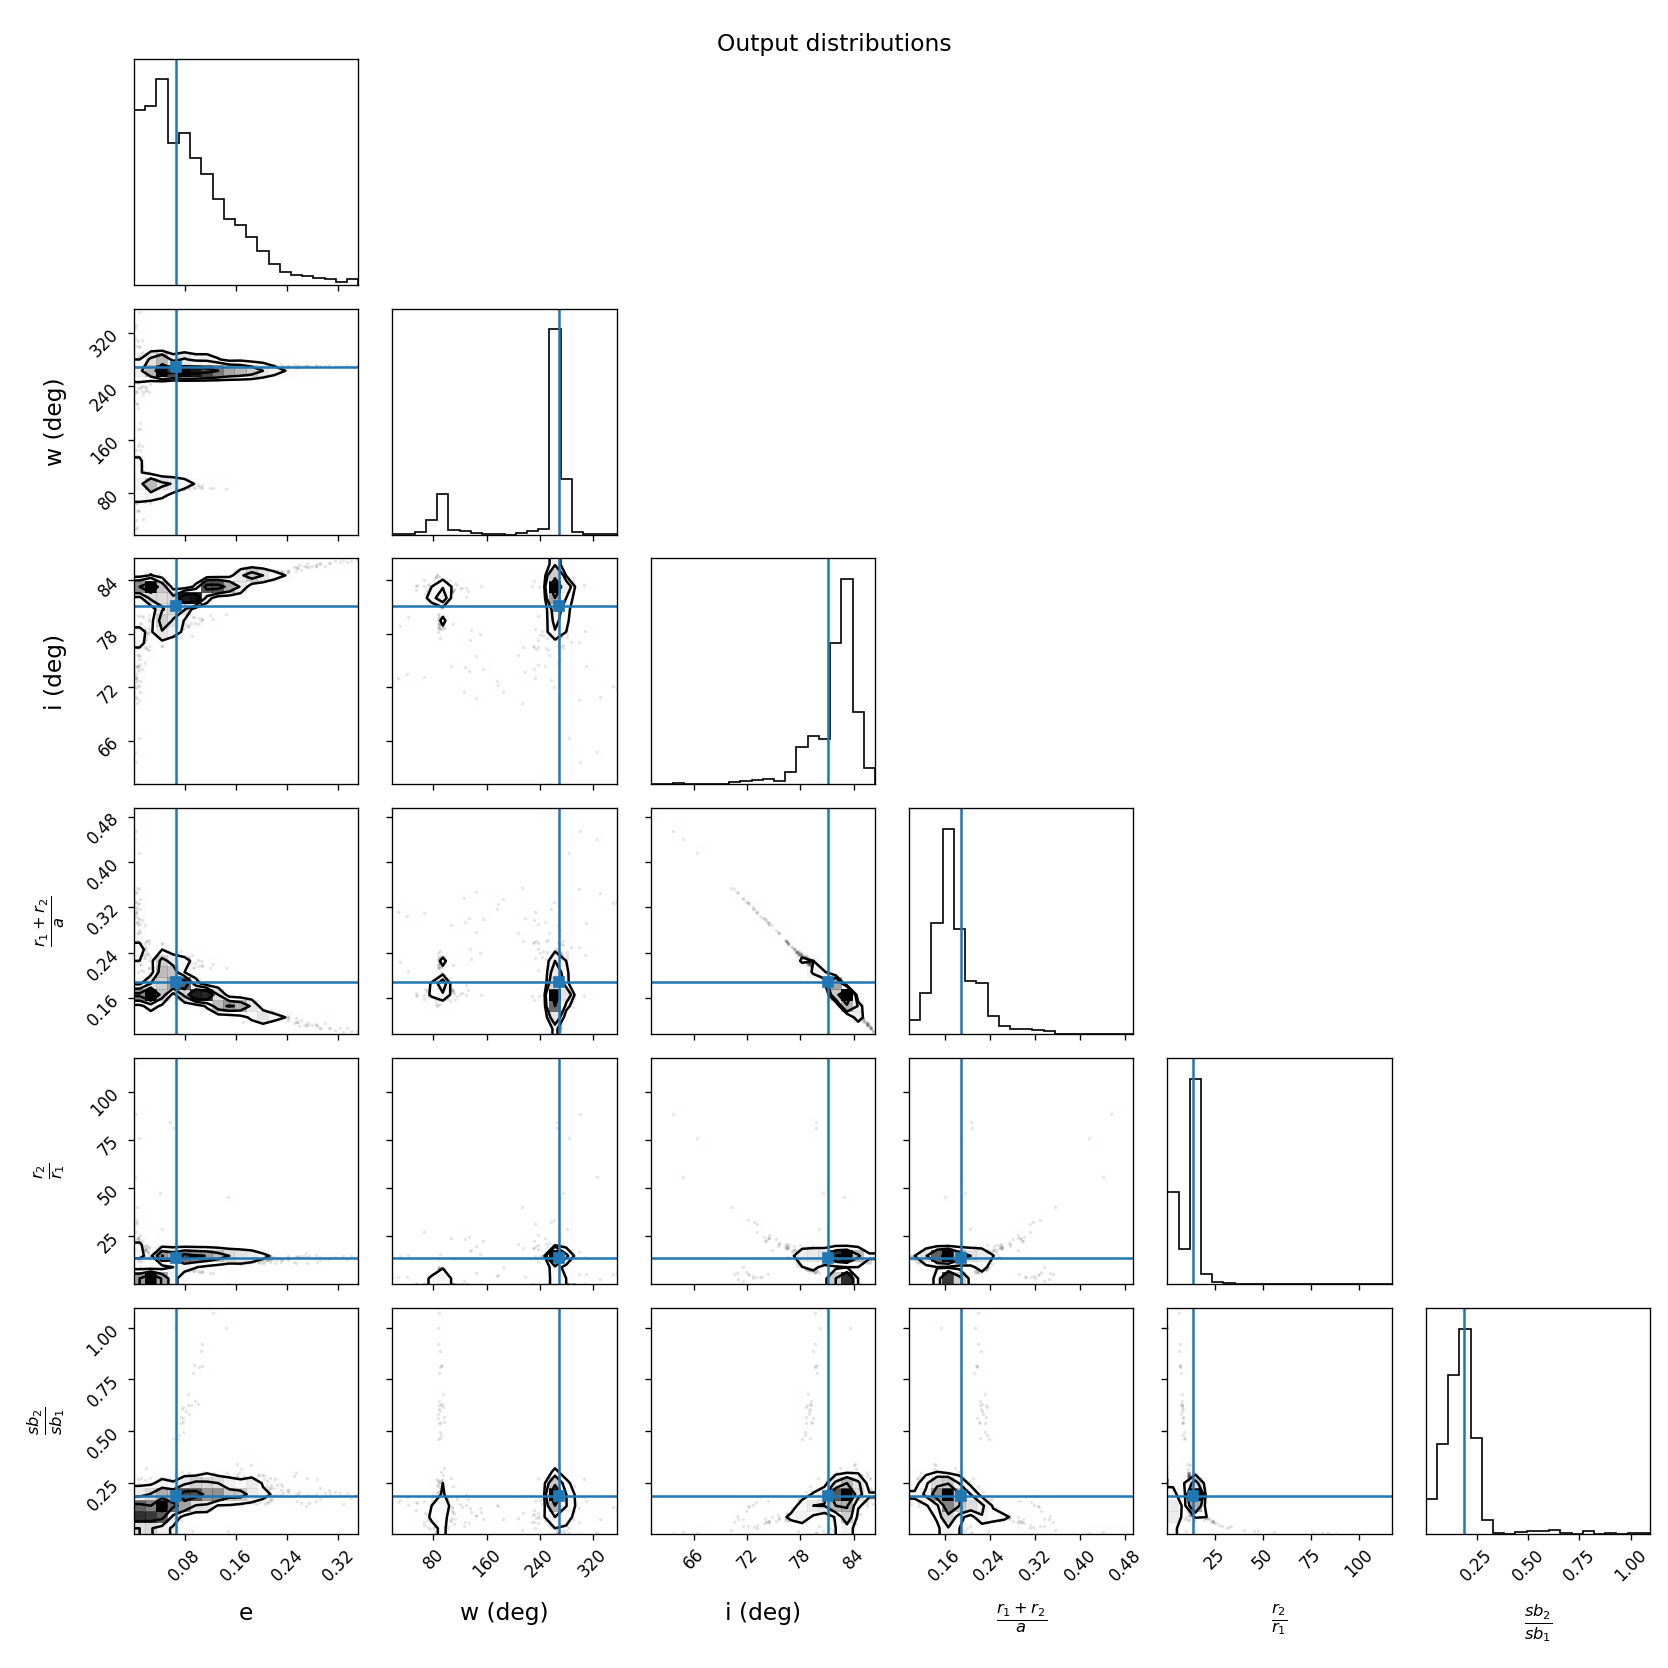 Output distributions
w (deg)
320
240
160
80
i (deg)
84
78
72
66
r₁ + r₂
a
0.48
0.40
0.32
0.24
0.16
r₂
r₁
100
75
50
25
sb₂
sb₁
1.00
0.75
0.50
0.25
0.08 0.16 0.24 0.32 80 160 240 320 66 72 78 84 0.16 0.24 0.32 0.40 0.48 25 50 75 100 0.25 0.50 0.75 1.00
e w (deg) i (deg) r₁ + r₂ r₂ sb₂
a r₁ sb₁